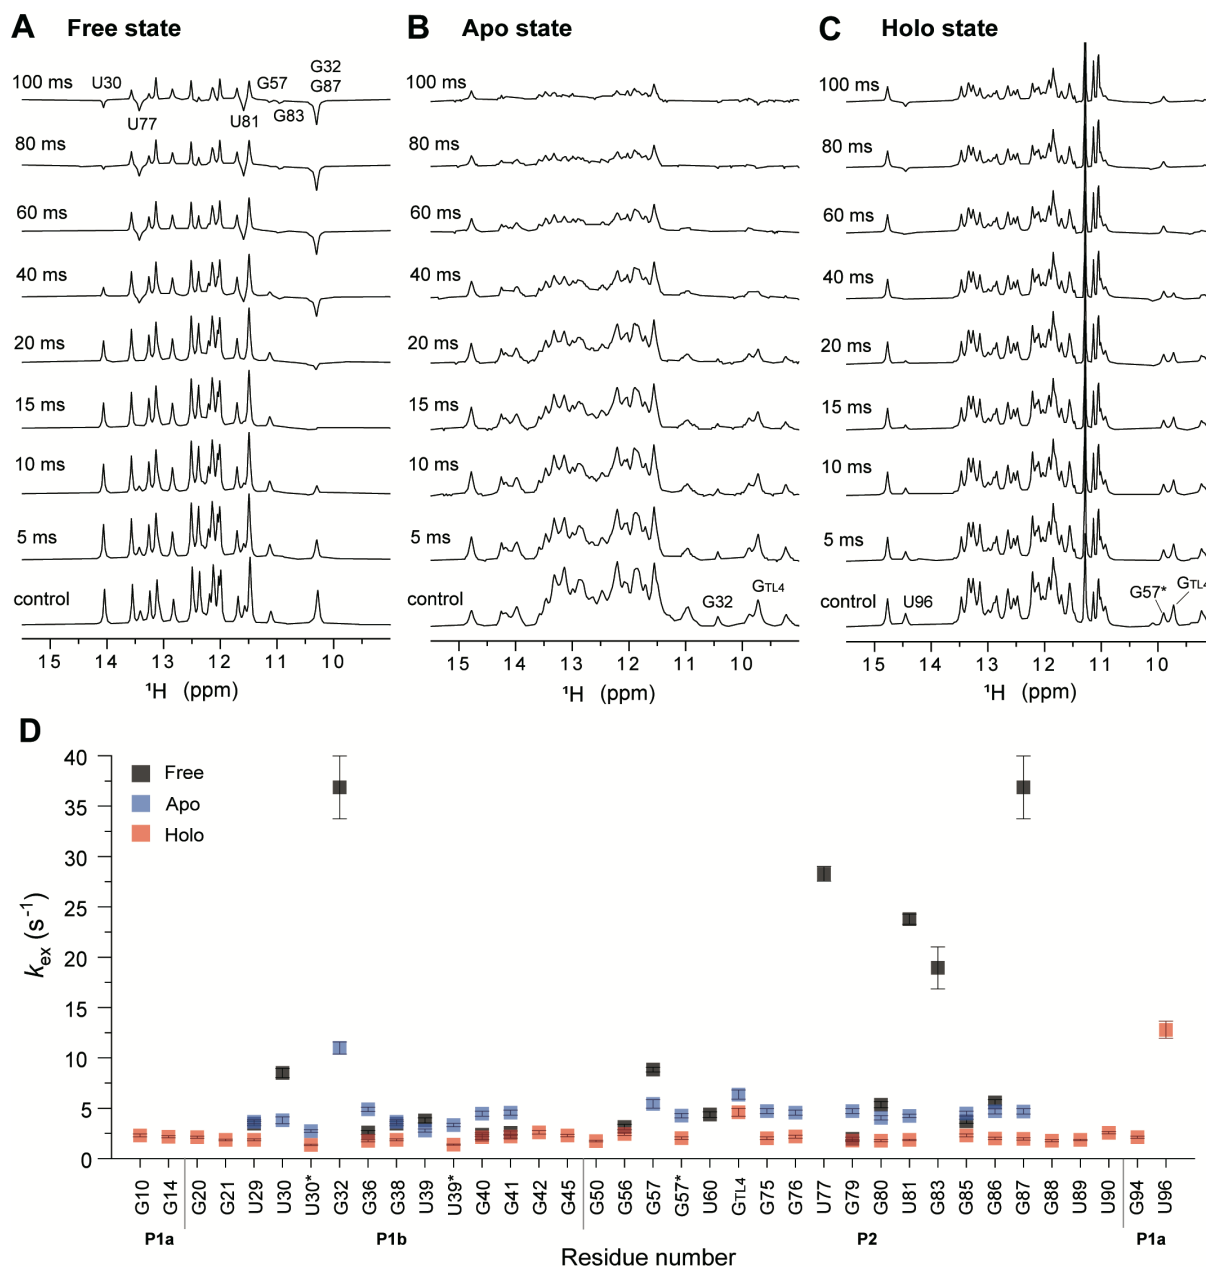 A Free state
B Apo state
C Holo state
100 ms
U30
G57
G32
G87
U77
U81
G83
80 ms
60 ms
40 ms
20 ms
15 ms
10 ms
5 ms
control
15 14 13 12 11 10
¹H (ppm)
100 ms
80 ms
60 ms
40 ms
20 ms
15 ms
10 ms
5 ms
control
G32
GTL4
15 14 13 12 11 10
¹H (ppm)
100 ms
80 ms
60 ms
40 ms
20 ms
15 ms
10 ms
5 ms
control
U96
G57*
GTL4
15 14 13 12 11 10
¹H (ppm)
D
40
35
30
25
20
15
10
5
0
kex (s⁻¹)
Free
Apo
Holo
G10 G14 G20 G21 U29 U30 U30* G32 G36 G38 U39 U39* G40 G41 G42 G45 G50 G56 G57 G57* U60 GTL4 G75 G76 U77 G79 G80 U81 G83 G85 G86 G87 G88 U89 U90 G94 U96
P1a P1b P2 P1a
Residue number